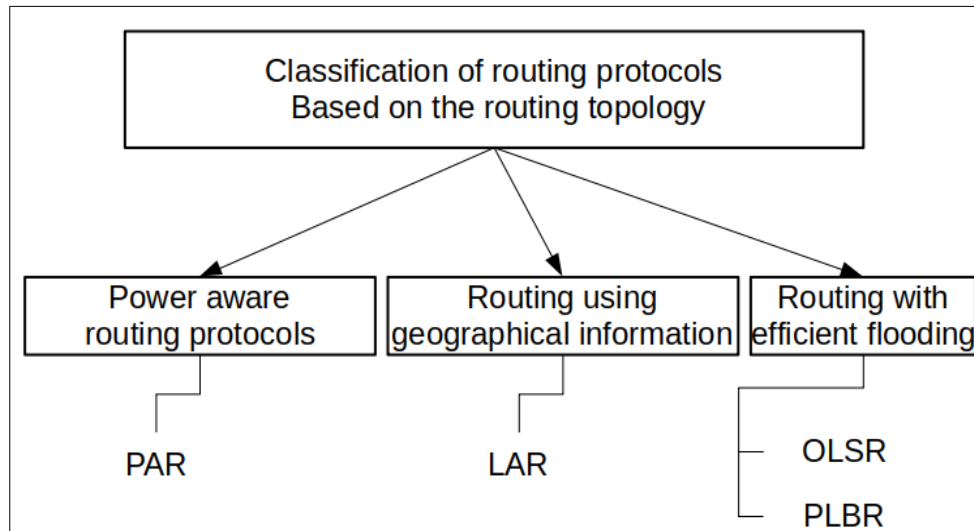 Classification of routing protocols
Based on the routing topology
Power aware
routing protocols
Routing using
geographical information
Routing with
efficient flooding
PAR
LAR
OLSR
PLBR